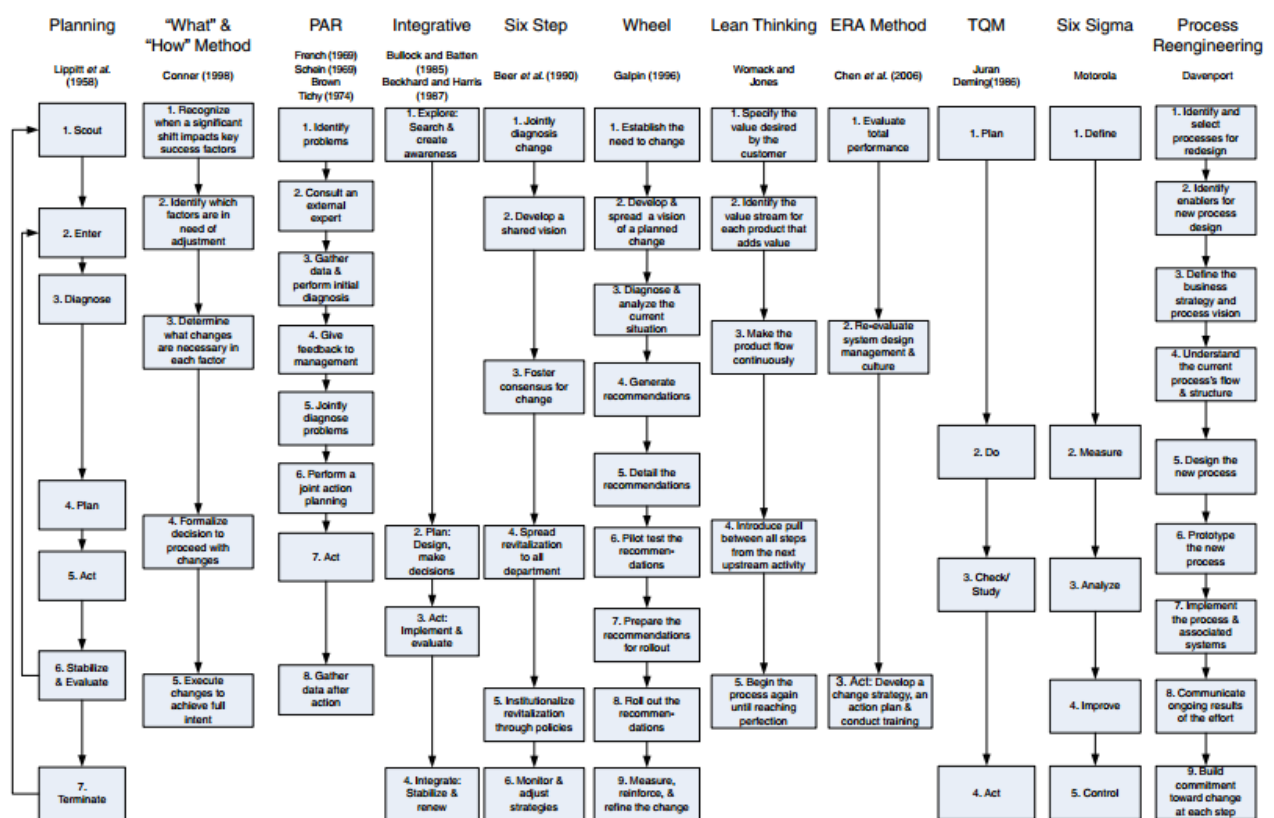 Planning
Lippitt et al.
(1958)
1. Scout
2. Enter
3. Diagnose
4. Plan
5. Act
6. Stabilize
& Evaluate
7.
Terminate
“What” &
“How” Method
Conner (1998)
1. Recognize
when a significant
shift impacts key
success factors
2. Identify which
factors are in
need of
adjustment
3. Determine
what changes
are necessary in
each factor
4. Formalize
decision to
proceed with
changes
5. Execute
changes to
achieve full
intent
PAR
French (1969)
Schein (1969)
Brown
Tichy (1974)
1. Identify
problems
2. Consult an
external
expert
3. Gather
data &
perform initial
diagnosis
4. Give
feedback to
management
5. Jointly
diagnose
problems
6. Perform a
joint action
planning
7. Act
8. Gather
data after
action
Integrative
Bullock and Batten
(1985)
Beckhard and Harris
(1987)
1. Explore:
Search &
create
awareness
2. Plan:
Design,
make
decisions
3. Act:
Implement &
evaluate
4. Integrate:
Stabilize &
renew
Six Step
Beer et al. (1990)
1. Jointly
diagnosis
change
2. Develop a
shared vision
3. Foster
consensus for
change
4. Spread
revitalization
to all
department
5. Institutionalize
revitalization
through policies
6. Monitor &
adjust
strategies
Wheel
Galpin (1996)
1. Establish the
need to change
2. Develop &
spread a vision
of a planned
change
3. Diagnose &
analyze the
current
situation
4. Generate
recommendations
5. Detail the
recommendations
6. Pilot test the
recommen-
dations
7. Prepare the
recommendations
for rollout
8. Roll out the
recommen-
dations
9. Measure,
reinforce, &
refine the change
Lean Thinking
Womack and
Jones
1. Specify the
value desired
by the
customer
2. Identify the
value stream for
each product that
adds value
3. Make the
product flow
continuously
4. Introduce pull
between all steps
from the next
upstream activity
5. Begin the
process again
until reaching
perfection
ERA Method
Chen et al. (2006)
1. Evaluate
total
performance
2. Re-evaluate
system design
management &
culture
3. Act: Develop a
change strategy, an
action plan &
conduct training
TQM
Juran
Deming(1986)
1. Plan
2. Do
3. Check/
Study
4. Act
Six Sigma
Motorola
1. Define
2. Measure
3. Analyze
4. Improve
5. Control
Process
Reengineering
Davenport
1. Identify and
select
processes for
redesign
2. Identify
enablers for
new process
design
3. Define the
business
strategy and
process vision
4. Understand
the current
process’s flow
& structure
5. Design the
new process
6. Prototype
the new
process
7. Implement
the process &
associated
systems
8. Communicate
ongoing results
of the effort
9. Build
commitment
toward change
at each step